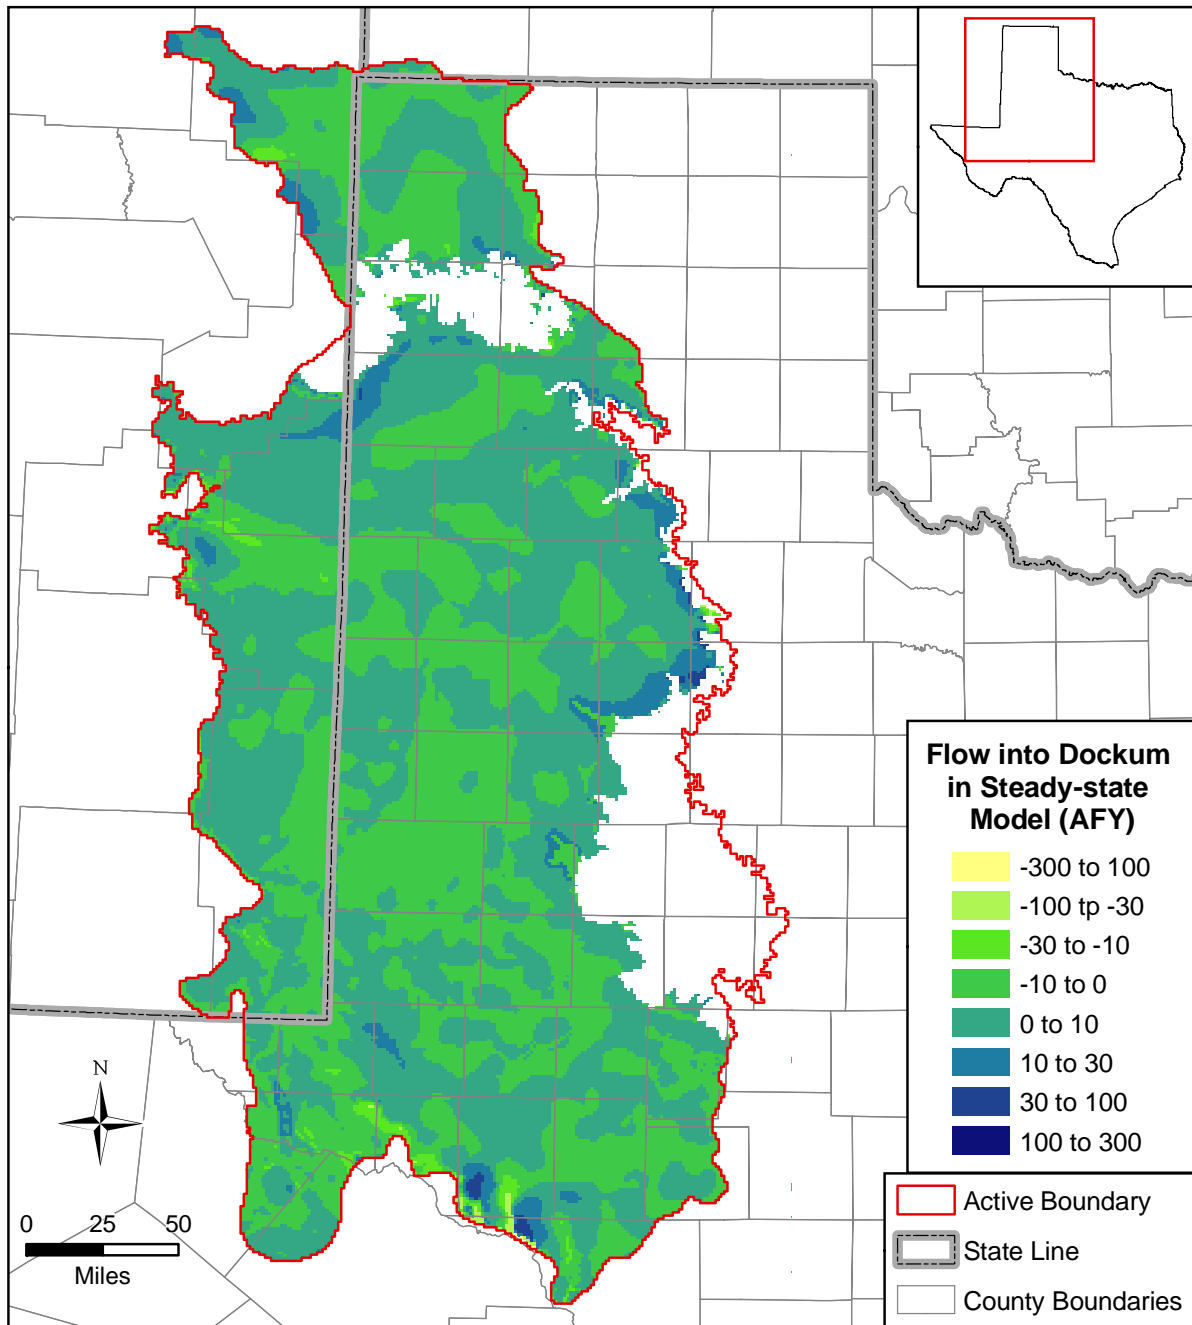 Flow into Dockum
in Steady-state
Model (AFY)
-300 to 100
-100 tp -30
-30 to -10
-10 to 0
0 to 10
10 to 30
30 to 100
100 to 300
N
0 25 50
Miles
Active Boundary
State Line
County Boundaries